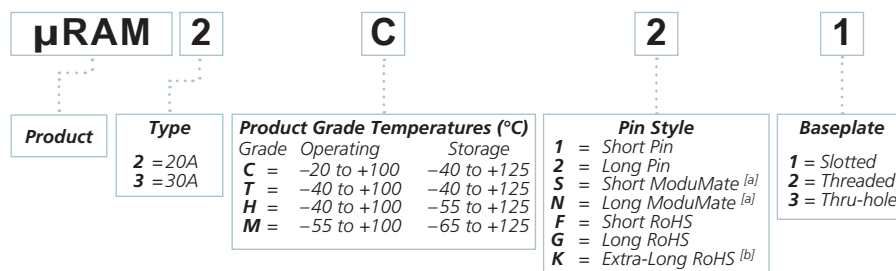 µRAM 2 C 2 1
Product
Type
2 = 20A
3 = 30A
Product Grade Temperatures (°C)
Grade Operating Storage
C = –20 to +100 –40 to +125
T = –40 to +100 –40 to +125
H = –40 to +100 –55 to +125
M = –55 to +100 –65 to +125
Pin Style
1 = Short Pin
2 = Long Pin
S = Short ModuMate [a]
N = Long ModuMate [a]
F = Short RoHS
G = Long RoHS
K = Extra-Long RoHS [b]
Baseplate
1 = Slotted
2 = Threaded
3 = Thru-hole